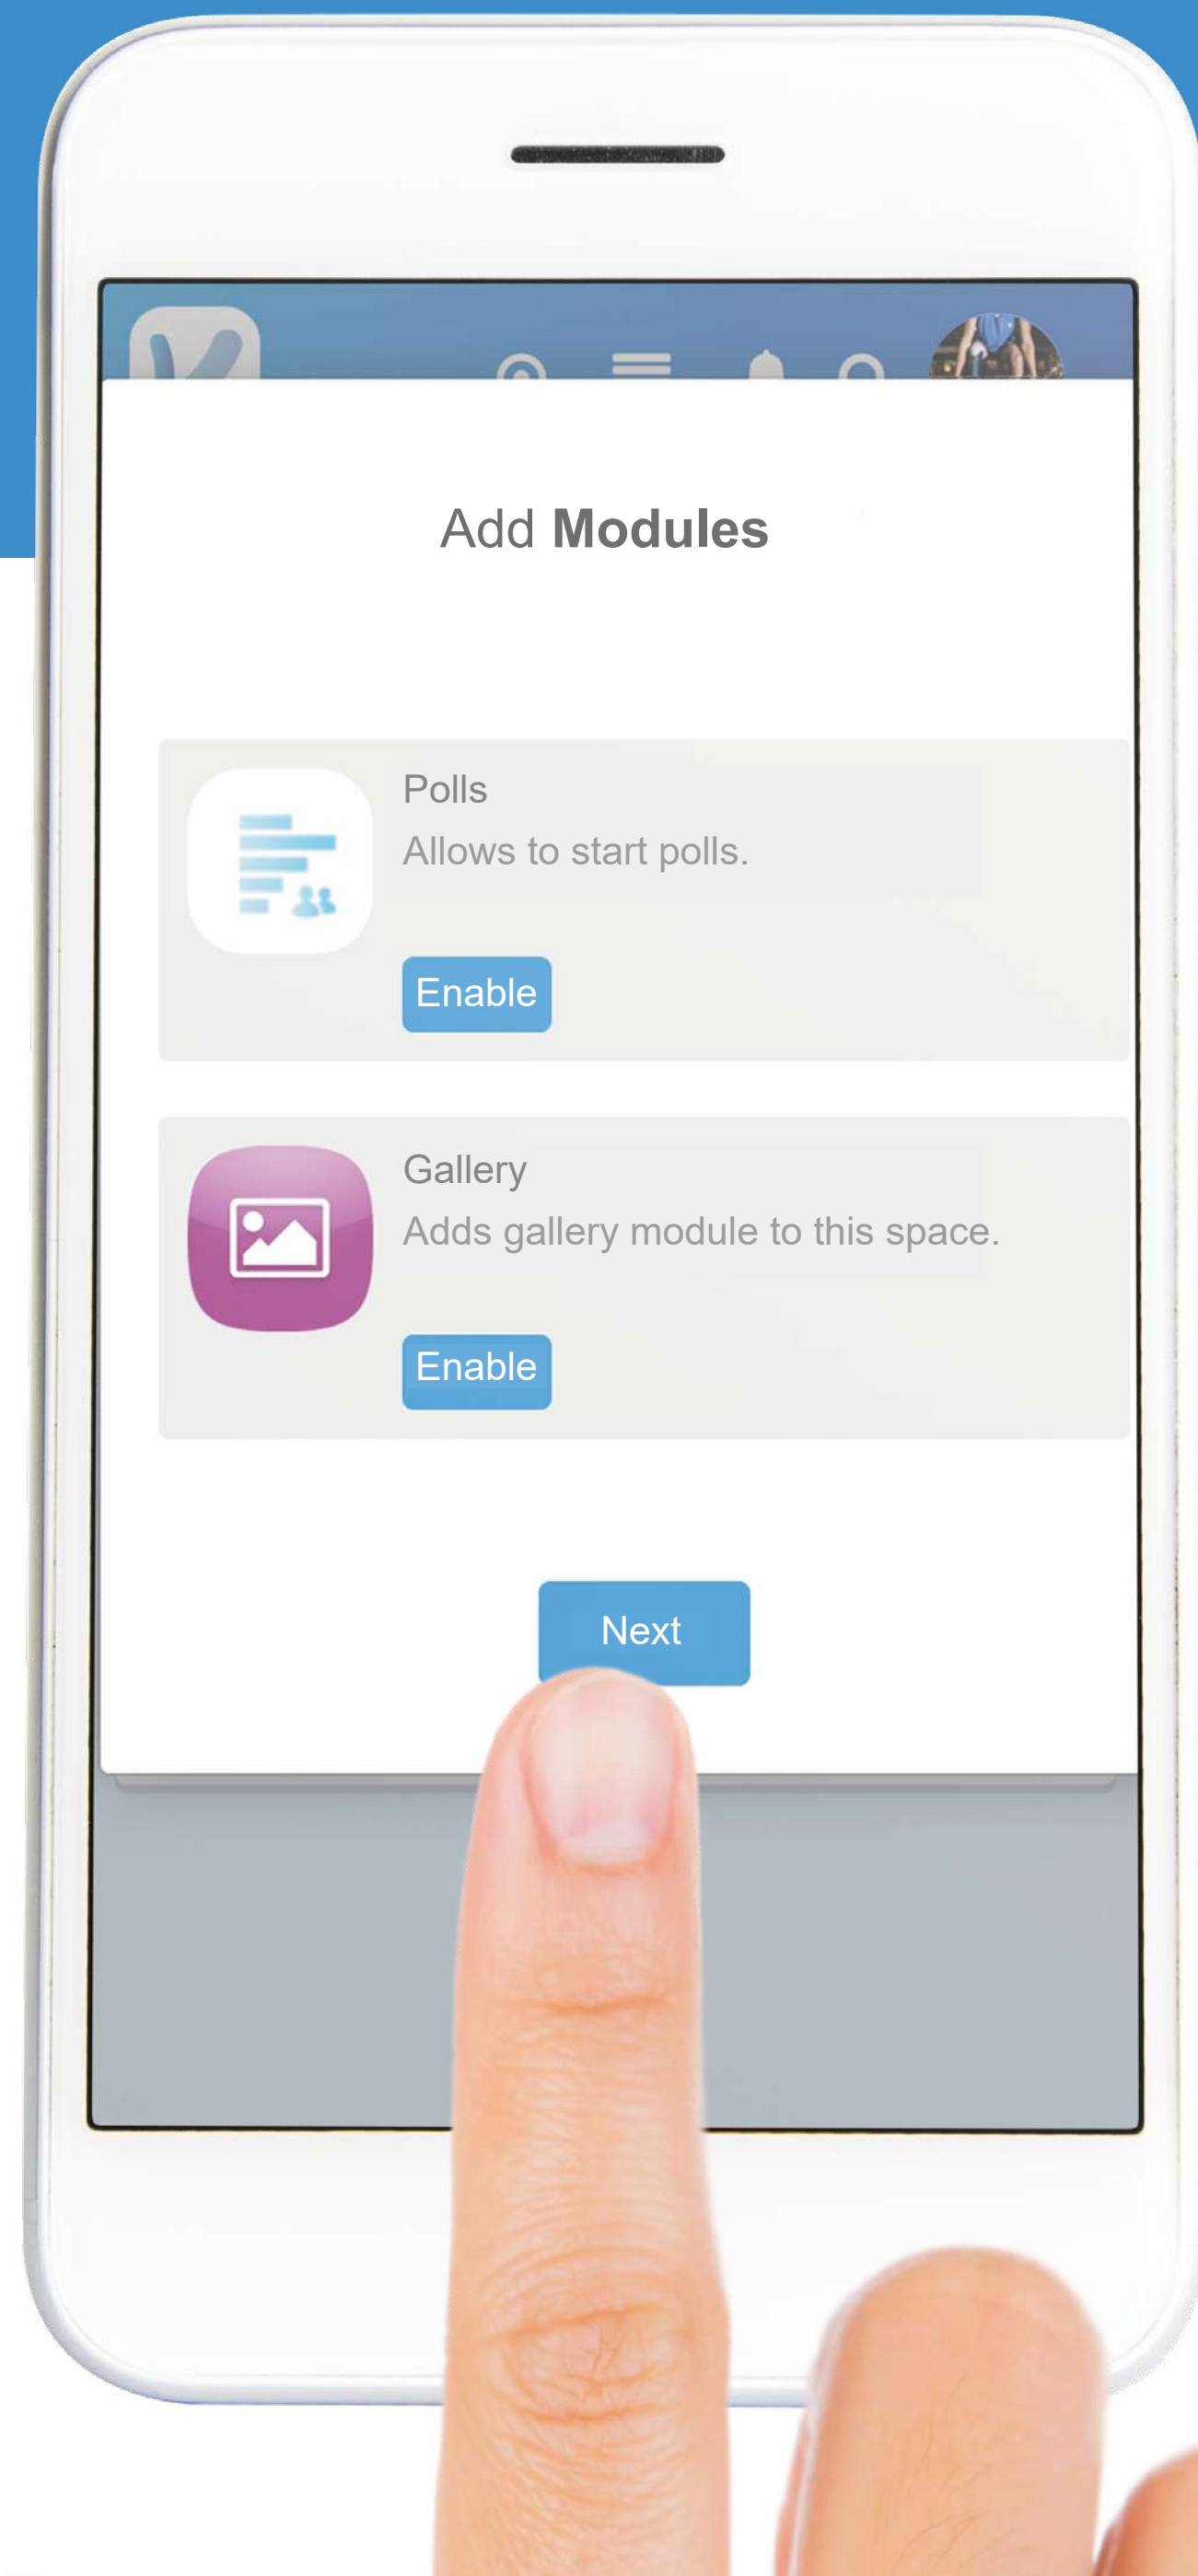 Add Modules
Polls
Allows to start polls.
Enable
Gallery
Adds gallery module to this space.
Enable
Next